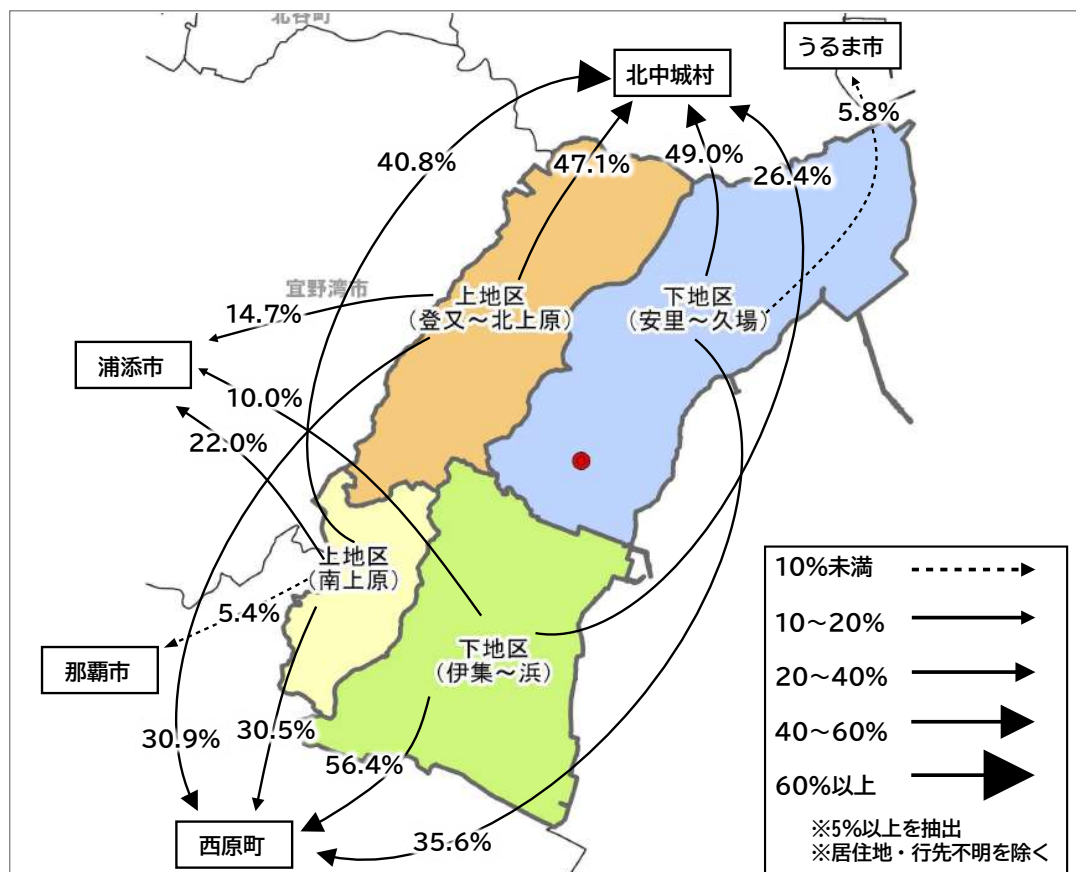 北谷町
うるま市
北中城村
5.8%
40.8%
47.1%
49.0%
26.4%
宜野湾市
14.7%
上地区
(登又～北上原)
下地区
(安里～久場)
浦添市
10.0%
22.0%
上地区
(南上原)
5.4%
那覇市
下地区
(伊集～浜)
30.9%
30.5%
56.4%
西原町
35.6%
10%未満
10～20%
20～40%
40～60%
60%以上
※5%以上を抽出
※居住地・行先不明を除く